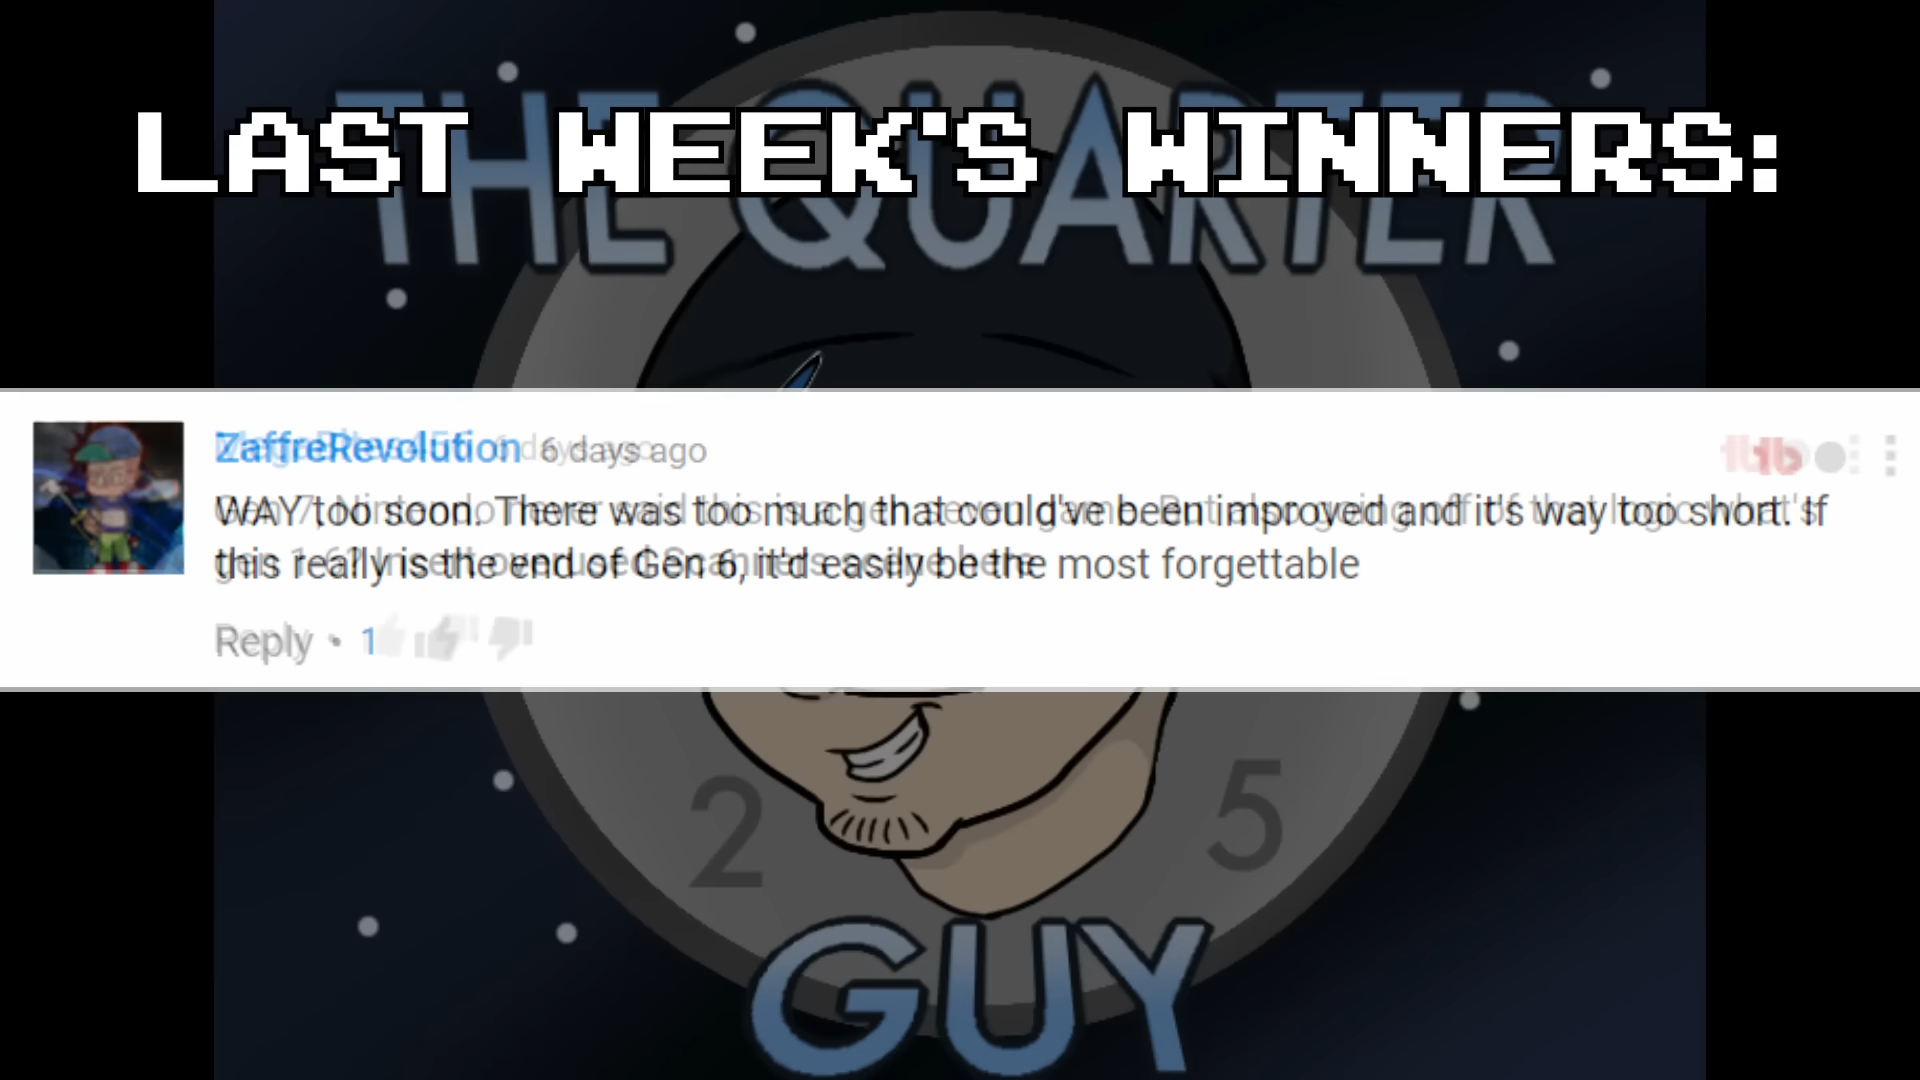 THE QUARTER
LAST WEEK'S WINNERS:
ZaffreRevolution 6 days ago
WAY too soon. There was too much that could've been improved and it's way too short. If
this really is the end of Gen 6, it'd easily be the most forgettable
Reply • 1
2 5
GUY